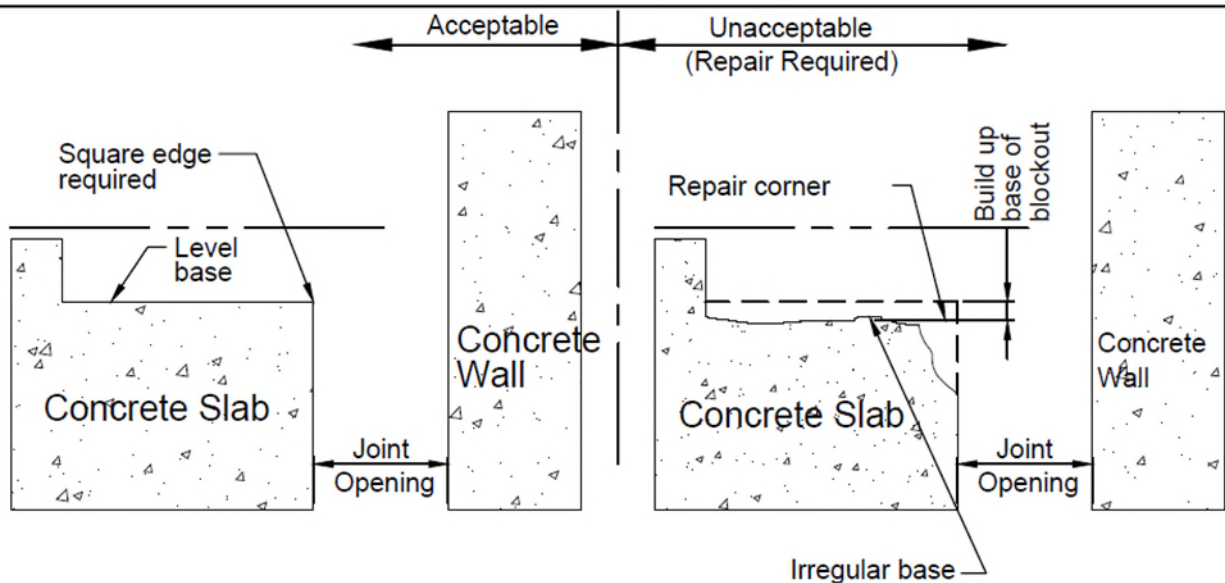 Acceptable
Unacceptable
(Repair Required)
Square edge
required
Level
base
Concrete
Wall
Concrete Slab
Joint
Opening
Repair corner
Build up
base of
blockout
Concrete
Wall
Concrete Slab
Joint
Opening
Irregular base